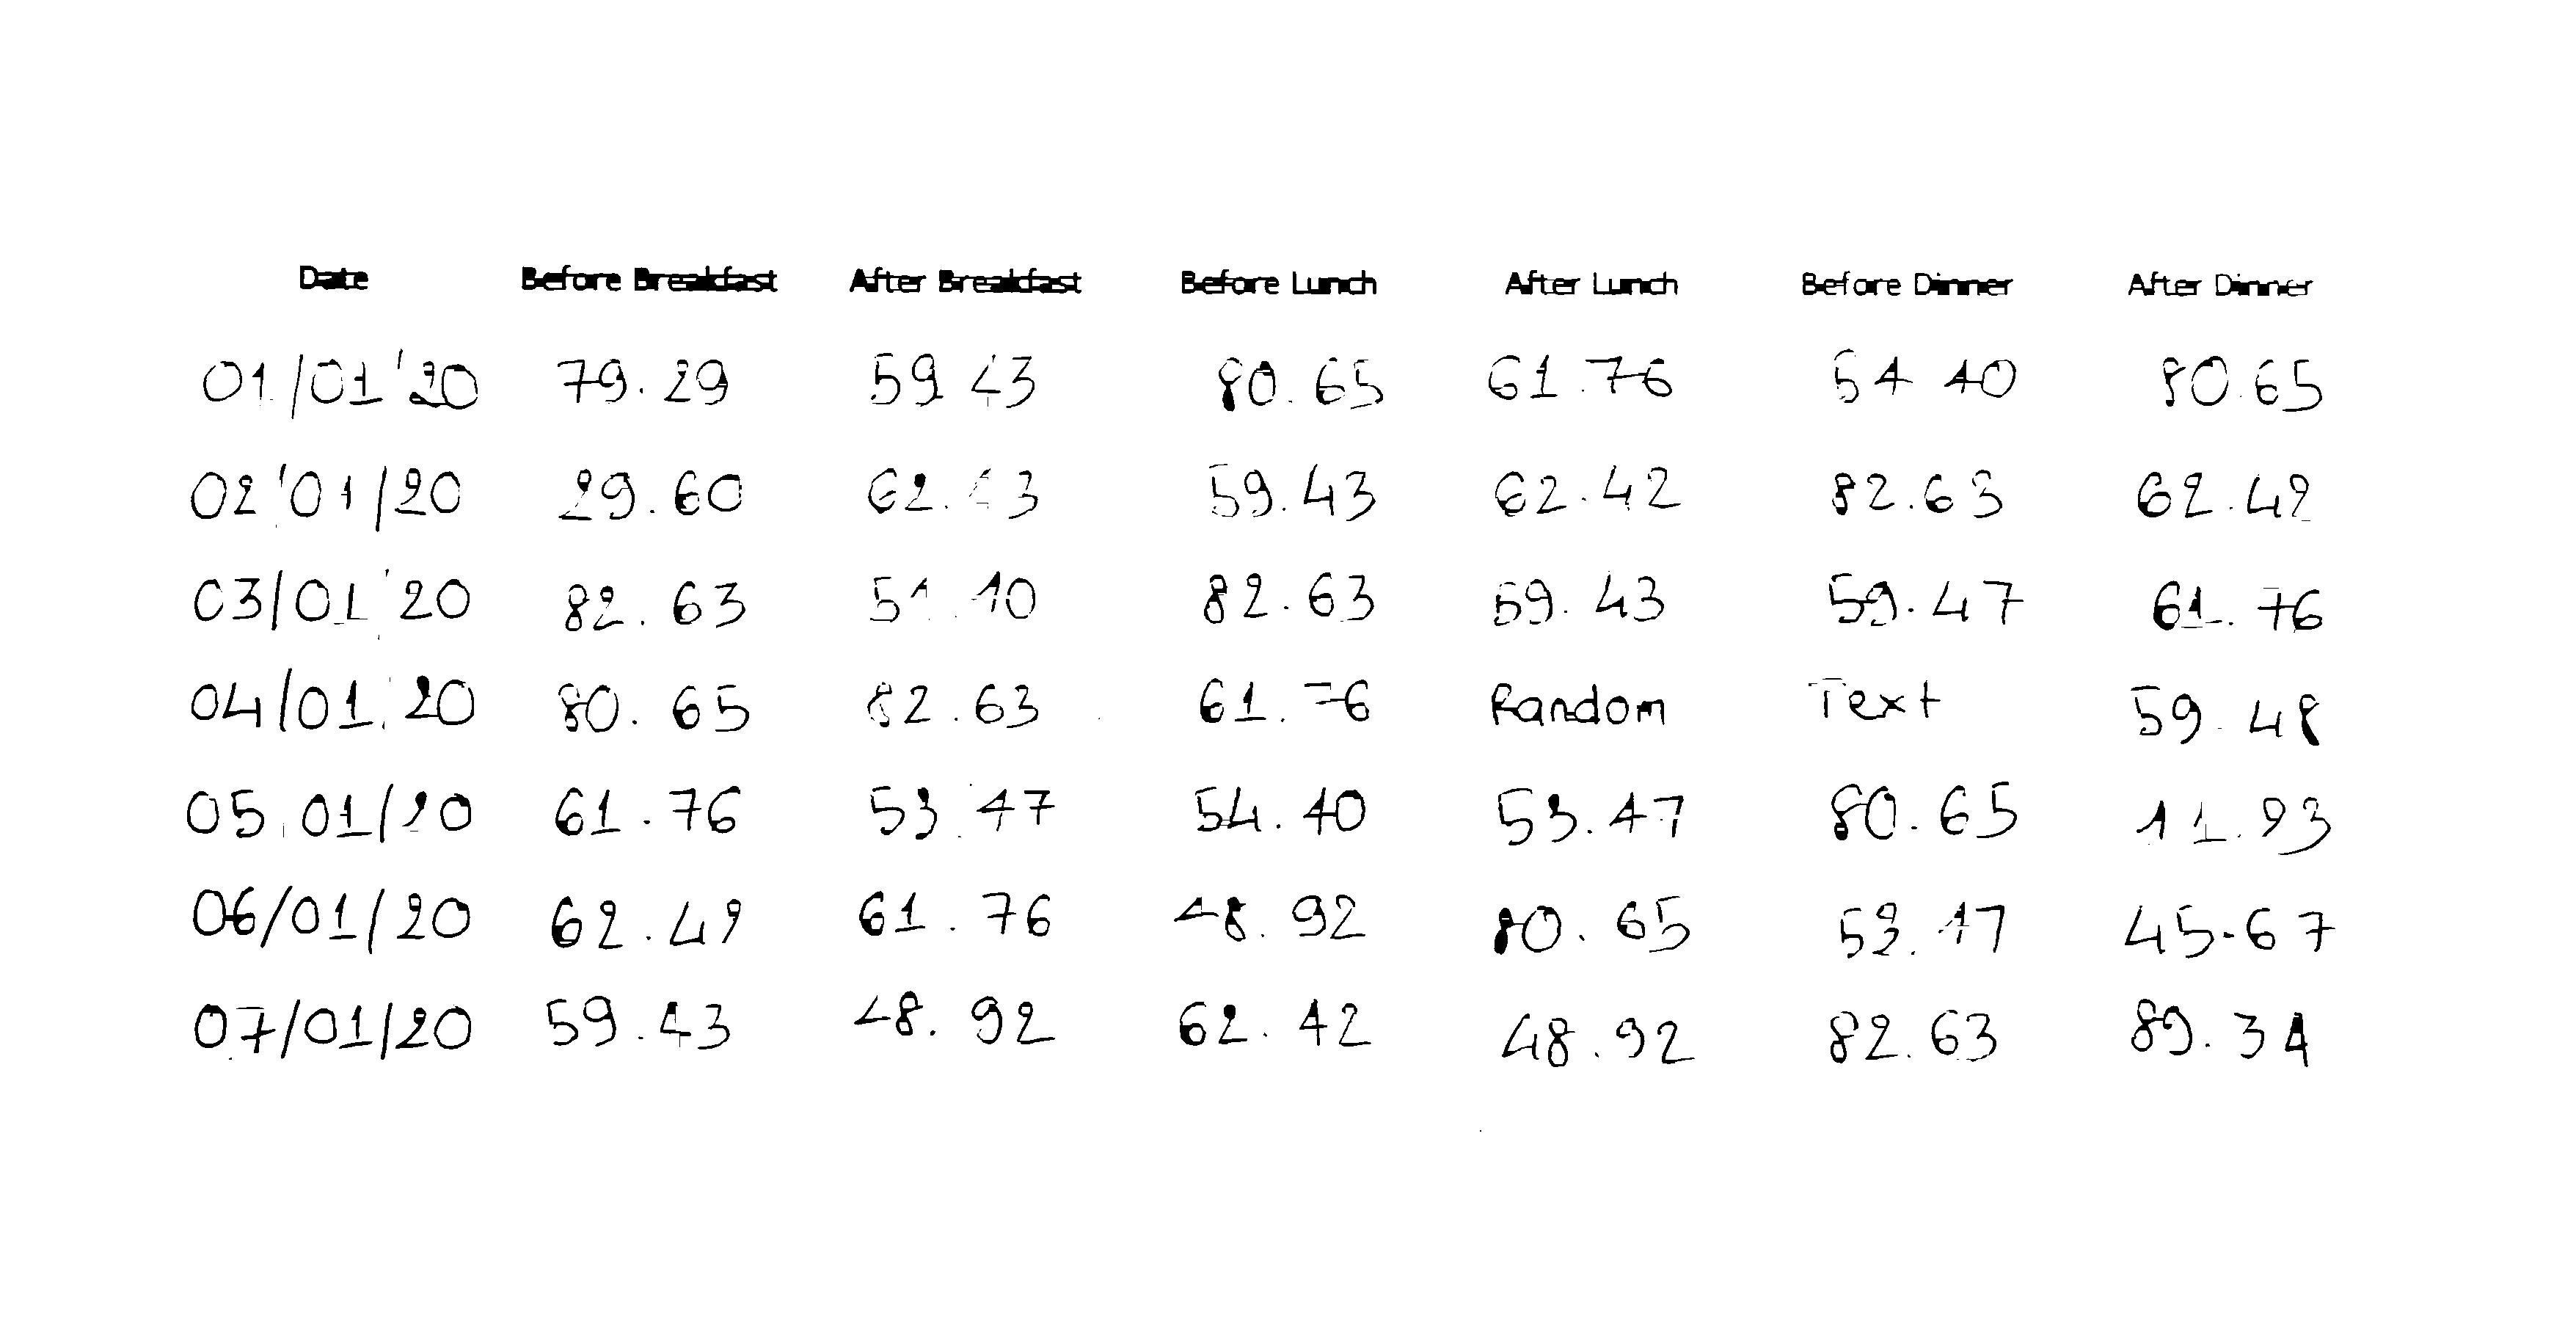 Date Before Breakfast After Breakfast Before Lunch After Lunch Before Dinner After Dinner
01/01/20 79.29 59.43 80.65 61.76 54.40 80.65
02/01/20 29.60 62.43 59.43 62.42 82.63 62.42
03/01/20 82.63 82.63 59.43 59.47 61.76
04/01/20 80.65 82.63 61.76 Random Text 59.48
05/01/20 61.76 53.47 54.40 53.47 80.65 11.93
06/01/20 62.42 61.76 48.92 80.65 53.47 45.67
07/01/20 59.43 48.92 62.42 48.92 82.63 89.34